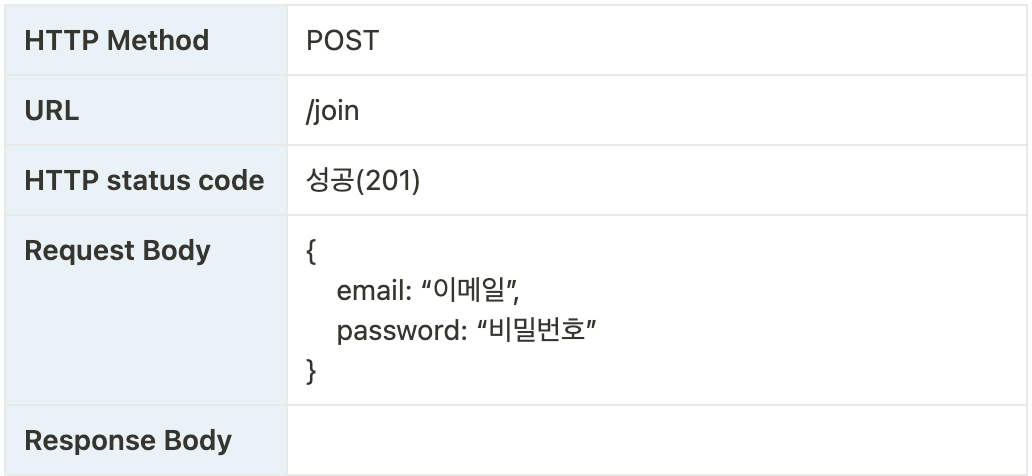 HTTP Method POST
URL /join
HTTP status code 성공(201)
Request Body {
email: “이메일”,
password: “비밀번호”
}
Response Body